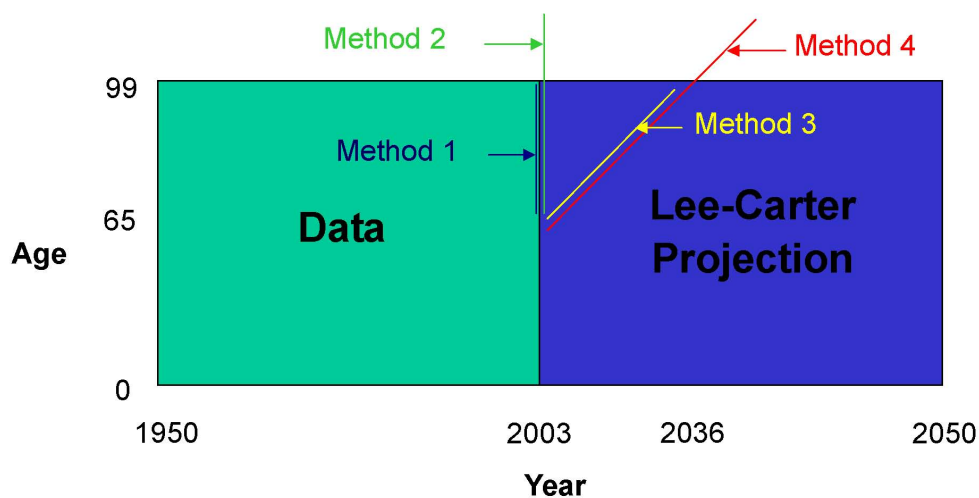 Method 2
Method 4
99
Method 3
Method 1
65
Data
Lee-Carter
Projection
Age
0
1950
2003
2036
2050
Year